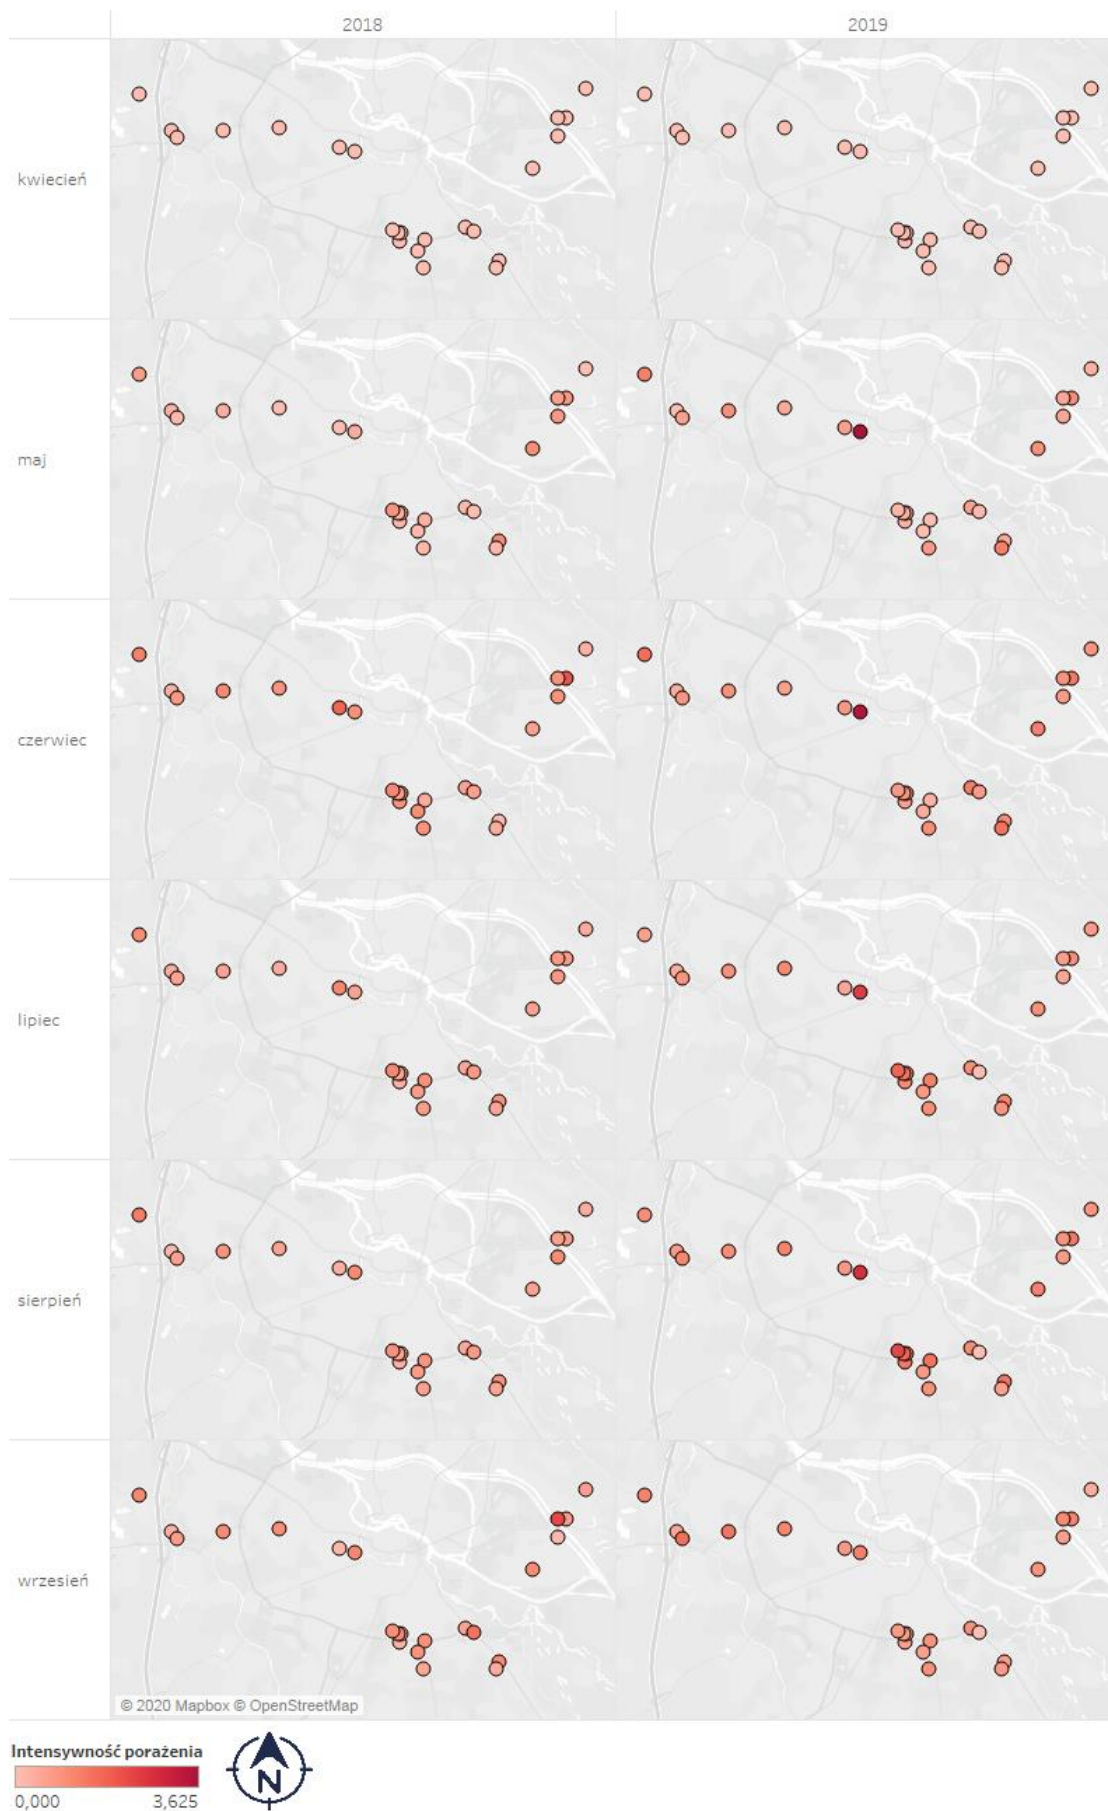 2018 2019
kwiecień
maj
czerwiec
lipiec
sierpień
wrzesień
© 2020 Mapbox © OpenStreetMap
Intensywność porażenia
0,000 3,625
N